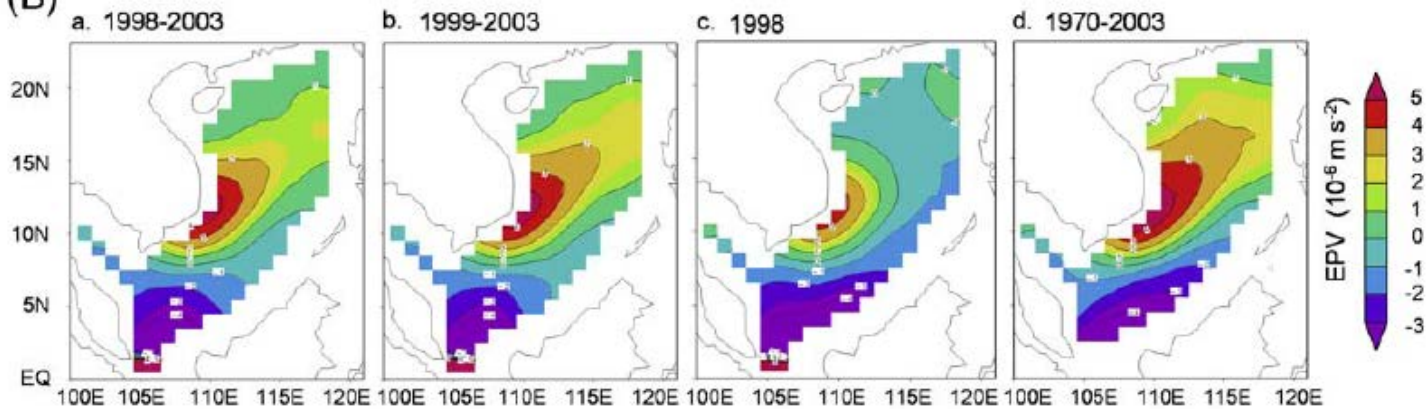 (B)
a. 1998-2003 b. 1999-2003 c. 1998 d. 1970-2003
20N
15N
10N
5N
EQ
100E 105E 110E 115E 120E 100E 105E 110E 115E 120E 100E 105E 110E 115E 120E 100E 105E 110E 115E 120E
EPV (10⁻⁶ m s⁻²)
5
4
3
2
1
0
-1
-2
-3